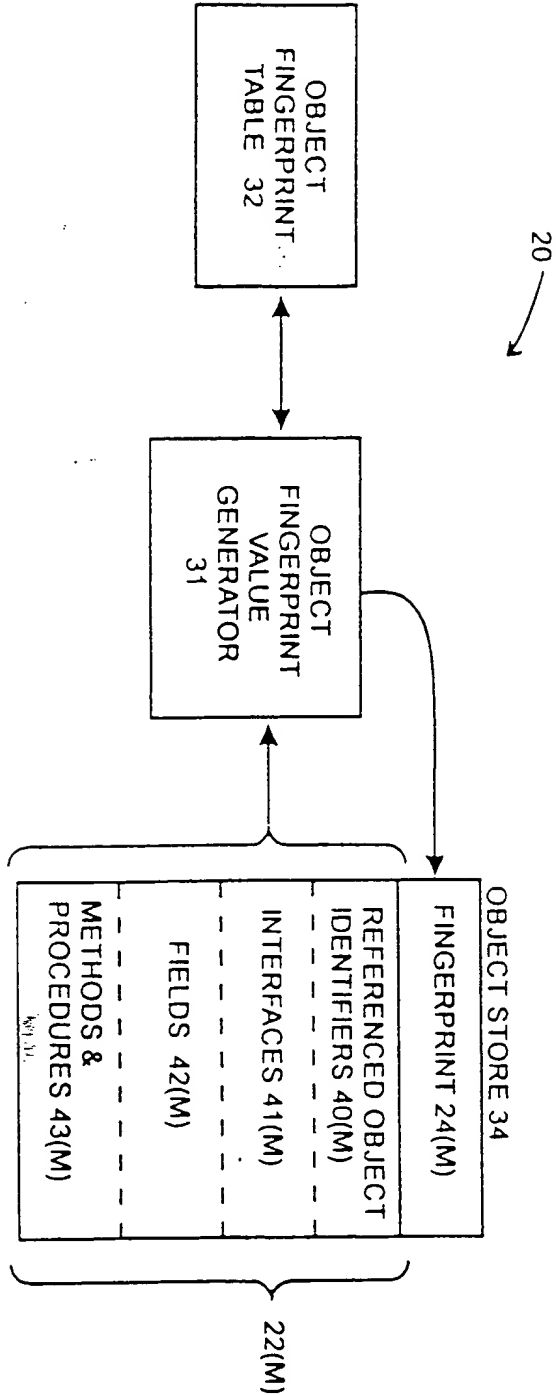 20
OBJECT
FINGERPRINT
TABLE 32
OBJECT
FINGERPRINT
VALUE
GENERATOR
31
OBJECT STORE 34
FINGERPRINT 24(M)
REFERENCED OBJECT
IDENTIFIERS 40(M)
INTERFACES 41(M)
FIELDS 42(M)
METHODS &
PROCEDURES 43(M)
22(M)